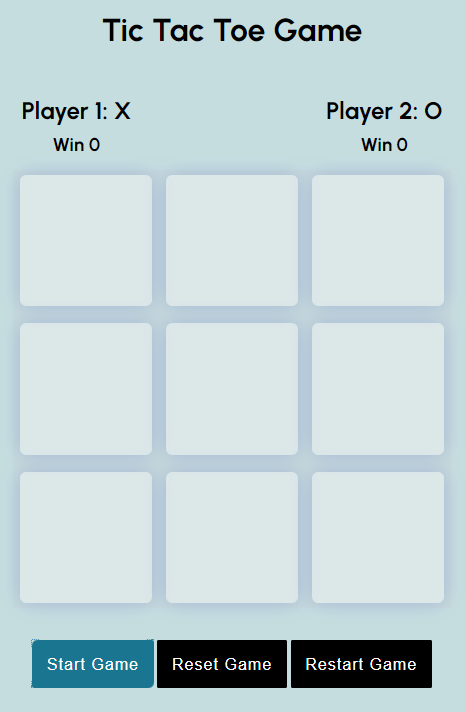 Tic Tac Toe Game
Player 1: X Player 2: O
Win 0 Win 0
Start Game Reset Game Restart Game